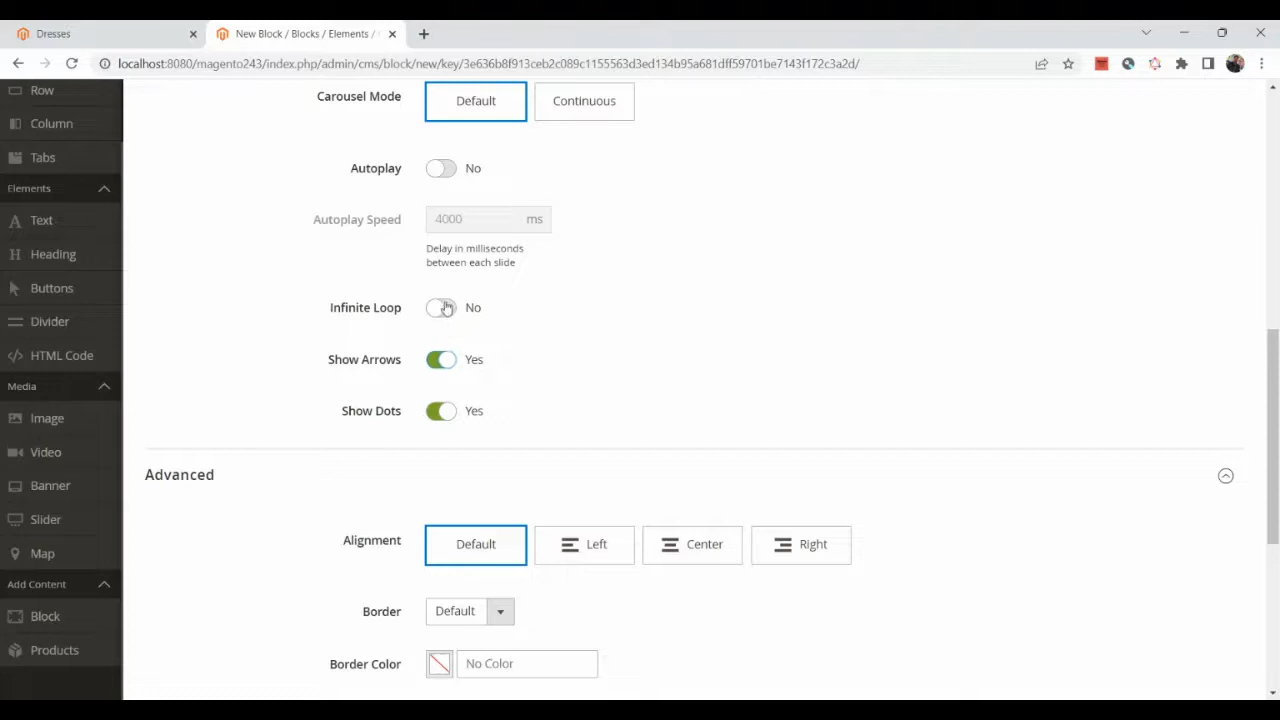 Dresses
New Block / Blocks / Elements /
localhost:8080/magento243/index.php/admin/cms/block/new/key/3e636b8f913ceb2c089c1155563d3ed134b95a681dff59701be7143f172c3a2d/
Row
Column
Tabs
Elements
Text
Heading
Buttons
Divider
HTML Code
Media
Image
Video
Banner
Slider
Map
Add Content
Block
Products
Carousel Mode Default Continuous
Autoplay No
Autoplay Speed 4000 ms
Delay in milliseconds
between each slide
Infinite Loop No
Show Arrows Yes
Show Dots Yes
Advanced
Alignment Default Left Center Right
Border Default
Border Color No Color